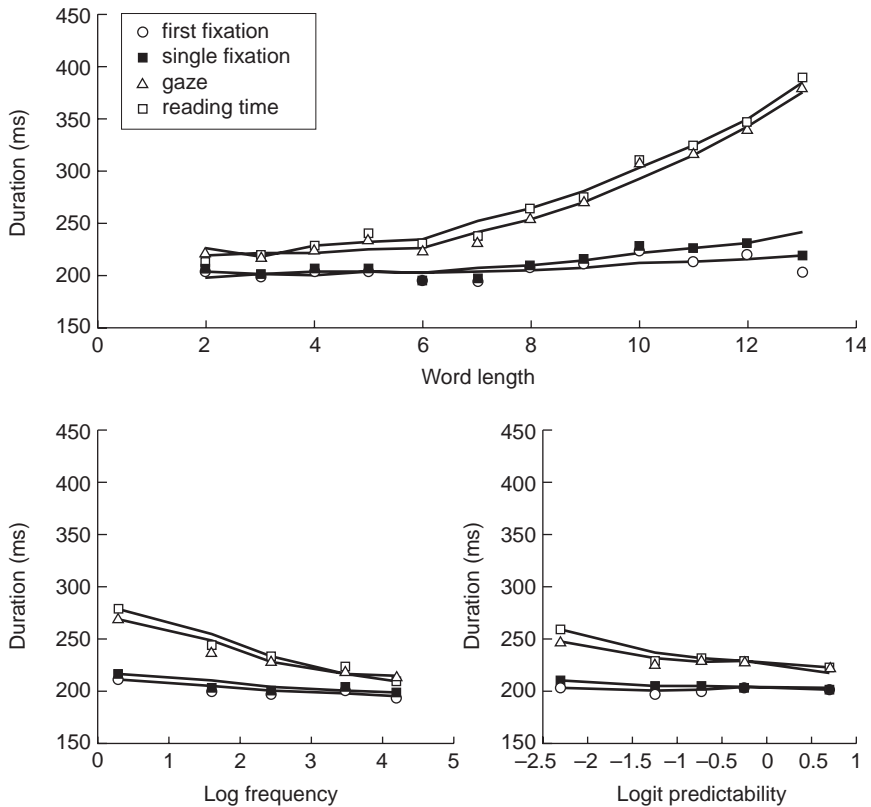 450
400
350
300
250
200
150
Duration (ms)
first fixation
single fixation
gaze
reading time
0 2 4 6 8 10 12 14
Word length
450
400
350
300
250
200
150
Duration (ms)
0 1 2 3 4 5
Log frequency
450
400
350
300
250
200
150
Duration (ms)
–2.5 –2 –1.5 –1 –0.5 0 0.5 1
Logit predictability